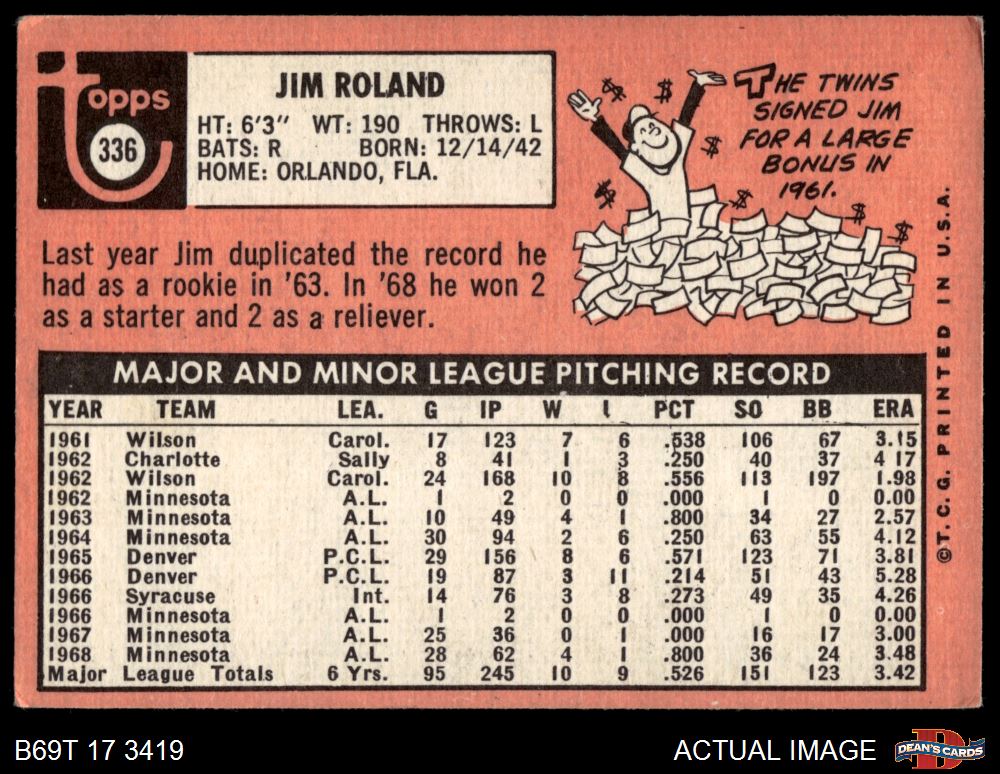 Topps
336
JIM ROLAND
HT: 6'3" WT: 190 THROWS: L
BATS: R BORN: 12/14/42
HOME: ORLANDO, FLA.
THE TWINS
SIGNED JIM
FOR A LARGE
BONUS IN
1961.
$ $ $ $ $ $ $
Last year Jim duplicated the record he
had as a rookie in '63. In '68 he won 2
as a starter and 2 as a reliever.
MAJOR AND MINOR LEAGUE PITCHING RECORD
YEAR TEAM LEA. G IP W L PCT SO BB ERA
1961 Wilson Carol. 17 123 7 6 .538 106 67 3.15
1962 Charlotte Sally 8 41 1 3 .250 40 37 4 17
1962 Wilson Carol. 24 168 10 8 .556 113 197 1.98
1962 Minnesota A.L. 1 2 0 0 .000 1 0 0.00
1963 Minnesota A.L. 10 49 4 1 .800 34 27 2.57
1964 Minnesota A.L. 30 94 2 6 .250 63 55 4.12
1965 Denver P.C.L. 29 156 8 6 .571 123 71 3.81
1966 Denver P.C.L. 19 87 3 11 .214 51 43 5.28
1966 Syracuse Int. 14 76 3 8 .273 49 35 4.26
1966 Minnesota A.L. 1 2 0 0 .000 1 0 0.00
1967 Minnesota A.L. 25 36 0 1 .000 16 17 3.00
1968 Minnesota A.L. 28 62 4 1 .800 36 24 3.48
Major League Totals 6 Yrs. 95 245 10 9 .526 151 123 3.42
©T. C. G. PRINTED IN U.S.A.
B69T 17 3419
ACTUAL IMAGE
D
DEAN'S CARDS